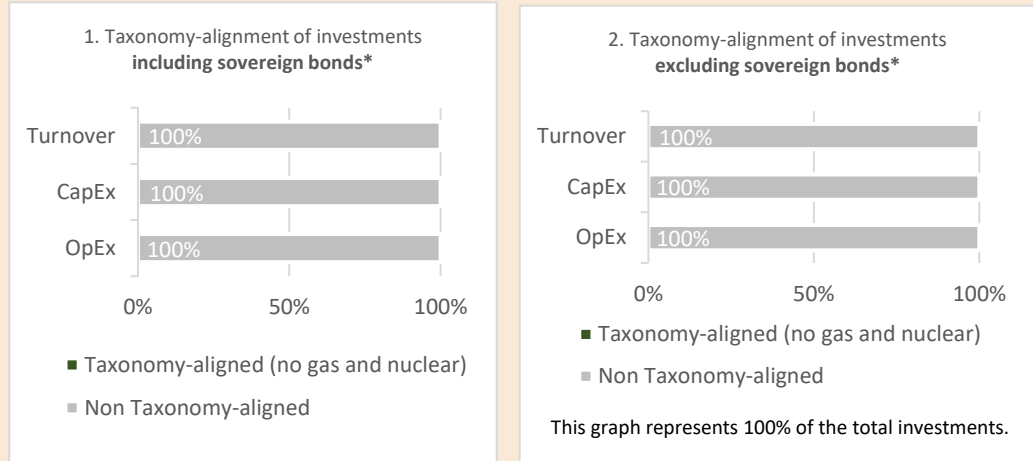 1. Taxonomy-alignment of investments
including sovereign bonds*
Turnover 100%
CapEx 100%
OpEx 100%
0% 50% 100%
Taxonomy-aligned (no gas and nuclear)
Non Taxonomy-aligned
2. Taxonomy-alignment of investments
excluding sovereign bonds*
Turnover 100%
CapEx 100%
OpEx 100%
0% 50% 100%
Taxonomy-aligned (no gas and nuclear)
Non Taxonomy-aligned
This graph represents 100% of the total investments.